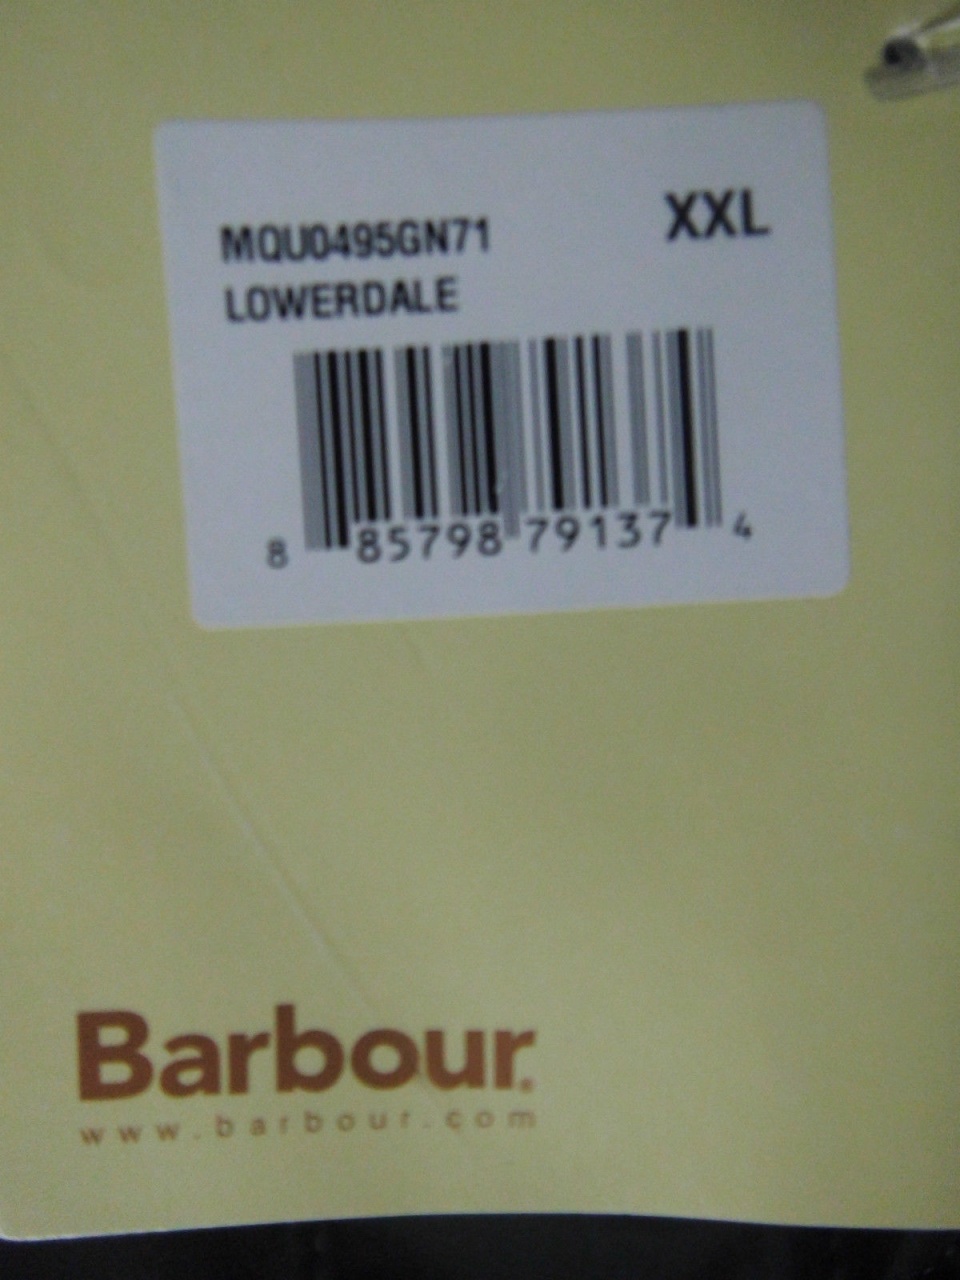 XXL
MQU0495GN71
LOWERDALE
8 85798 79137 4
Barbour.
www.barbour.com